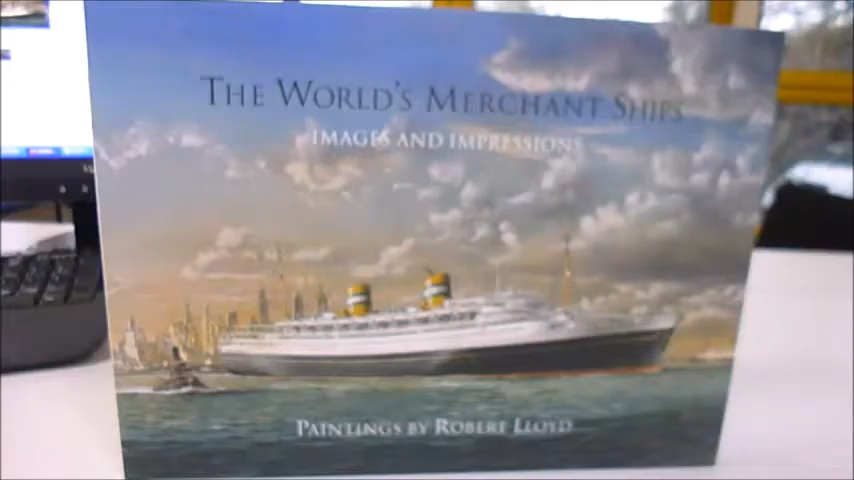 THE WORLD'S MERCHANT SHIPS
IMAGES AND IMPRESSIONS
PAINTINGS BY ROBERT LLOYD